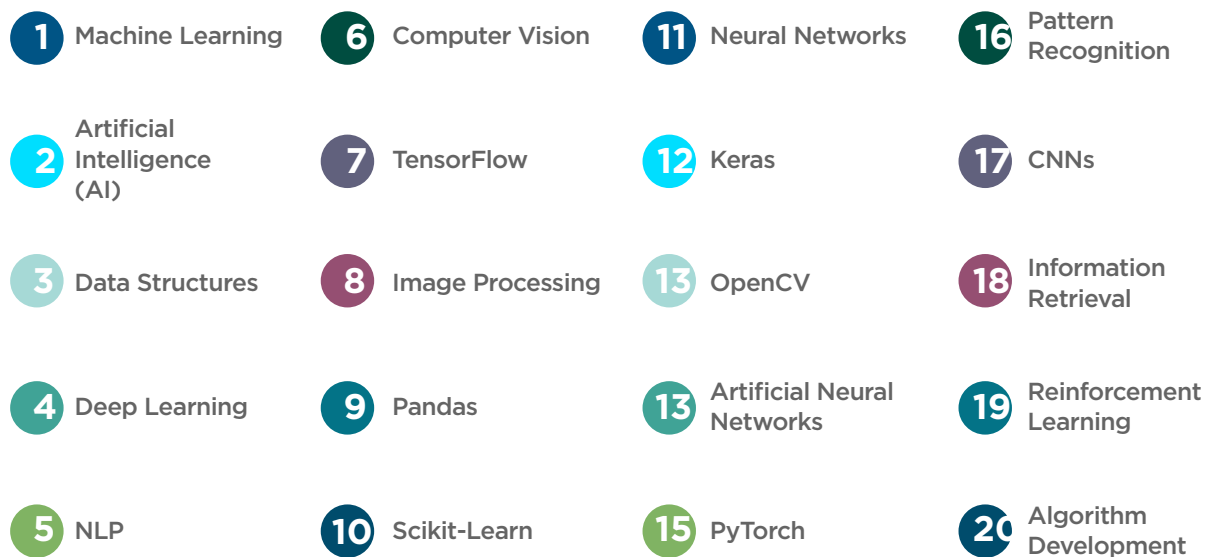 1 Machine Learning
2 Artificial
Intelligence
(AI)
3 Data Structures
4 Deep Learning
5 NLP
6 Computer Vision
7 TensorFlow
8 Image Processing
9 Pandas
10 Scikit-Learn
11 Neural Networks
12 Keras
13 OpenCV
13 Artificial Neural
Networks
15 PyTorch
16 Pattern
Recognition
17 CNNs
18 Information
Retrieval
19 Reinforcement
Learning
20 Algorithm
Development